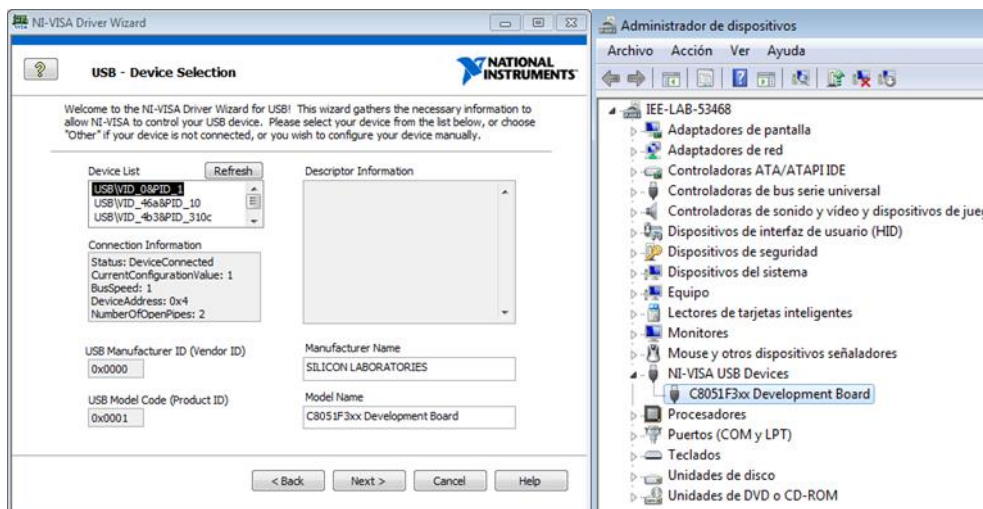 NI-VISA Driver Wizard
USB - Device Selection
NATIONAL
INSTRUMENTS
Welcome to the NI-VISA Driver Wizard for USB! This wizard gathers the necessary information to
allow NI-VISA to control your USB device. Please select your device from the list below, or choose
"Other" if your device is not connected, or you wish to configure your device manually.
Device List
Refresh
USB\VID_0&PID_1
USB\VID_46a&PID_10
USB\VID_4b3&PID_310c
Connection Information
Status: DeviceConnected
CurrentConfigurationValue: 1
BusSpeed: 1
DeviceAddress: 0x4
NumberOfOpenPipes: 2
USB Manufacturer ID (Vendor ID)
0x0000
USB Model Code (Product ID)
0x0001
Descriptor Information
Manufacturer Name
SILICON LABORATORIES
Model Name
C8051F3xx Development Board
< Back
Next >
Cancel
Help
Administrador de dispositivos
Archivo Acción Ver Ayuda
IEE-LAB-53468
Adaptadores de pantalla
Adaptadores de red
Controladoras ATA/ATAPI IDE
Controladoras de bus serie universal
Controladoras de sonido y vídeo y dispositivos de jueg
Dispositivos de interfaz de usuario (HID)
Dispositivos de seguridad
Dispositivos del sistema
Equipo
Lectores de tarjetas inteligentes
Monitores
Mouse y otros dispositivos señaladores
NI-VISA USB Devices
C8051F3xx Development Board
Procesadores
Puertos (COM y LPT)
Teclados
Unidades de disco
Unidades de DVD o CD-ROM